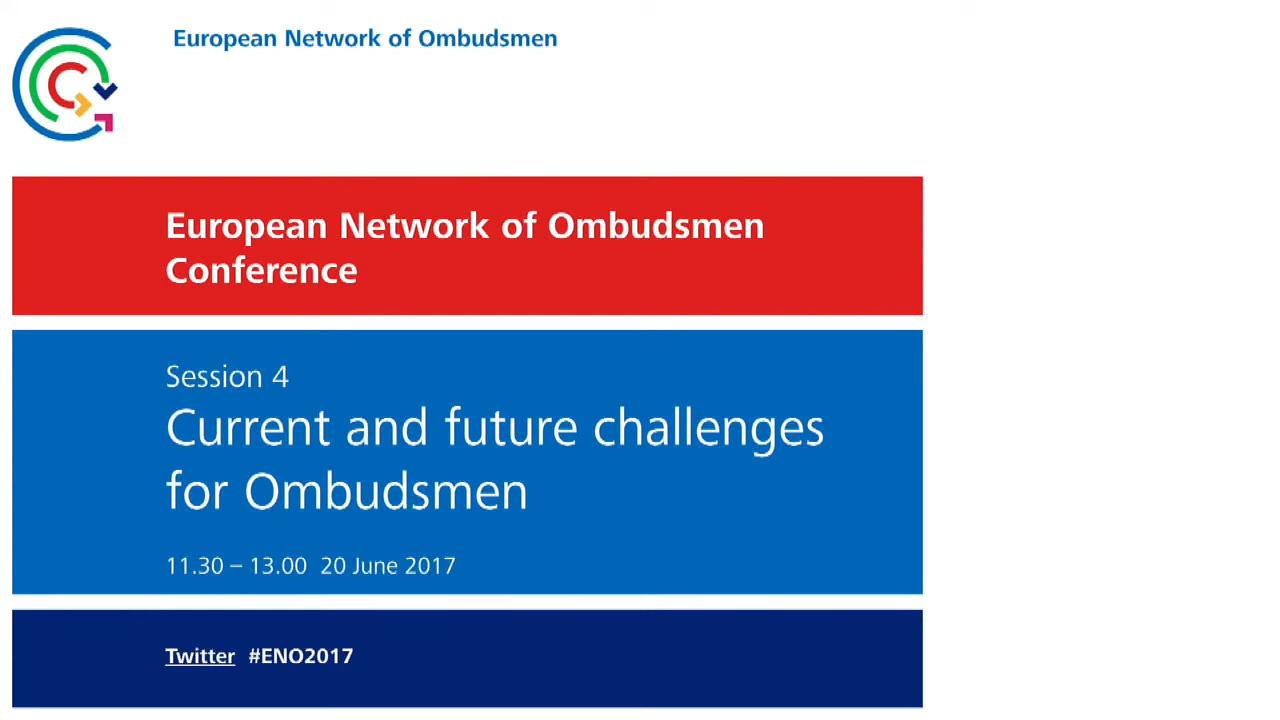 European Network of Ombudsmen
European Network of Ombudsmen
Conference
Session 4
Current and future challenges
for Ombudsmen
11.30 – 13.00  20 June 2017
Twitter  #ENO2017